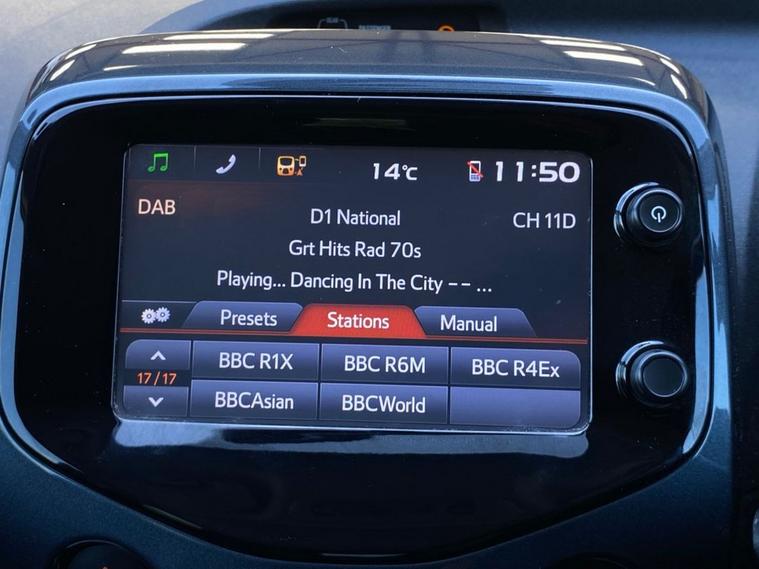 14°C 11:50
DAB
D1 National
CH 11D
Grt Hits Rad 70s
Playing... Dancing In The City -- ...
Presets Stations Manual
BBC R1X BBC R6M BBC R4Ex
17/17
BBCAsian BBCWorld